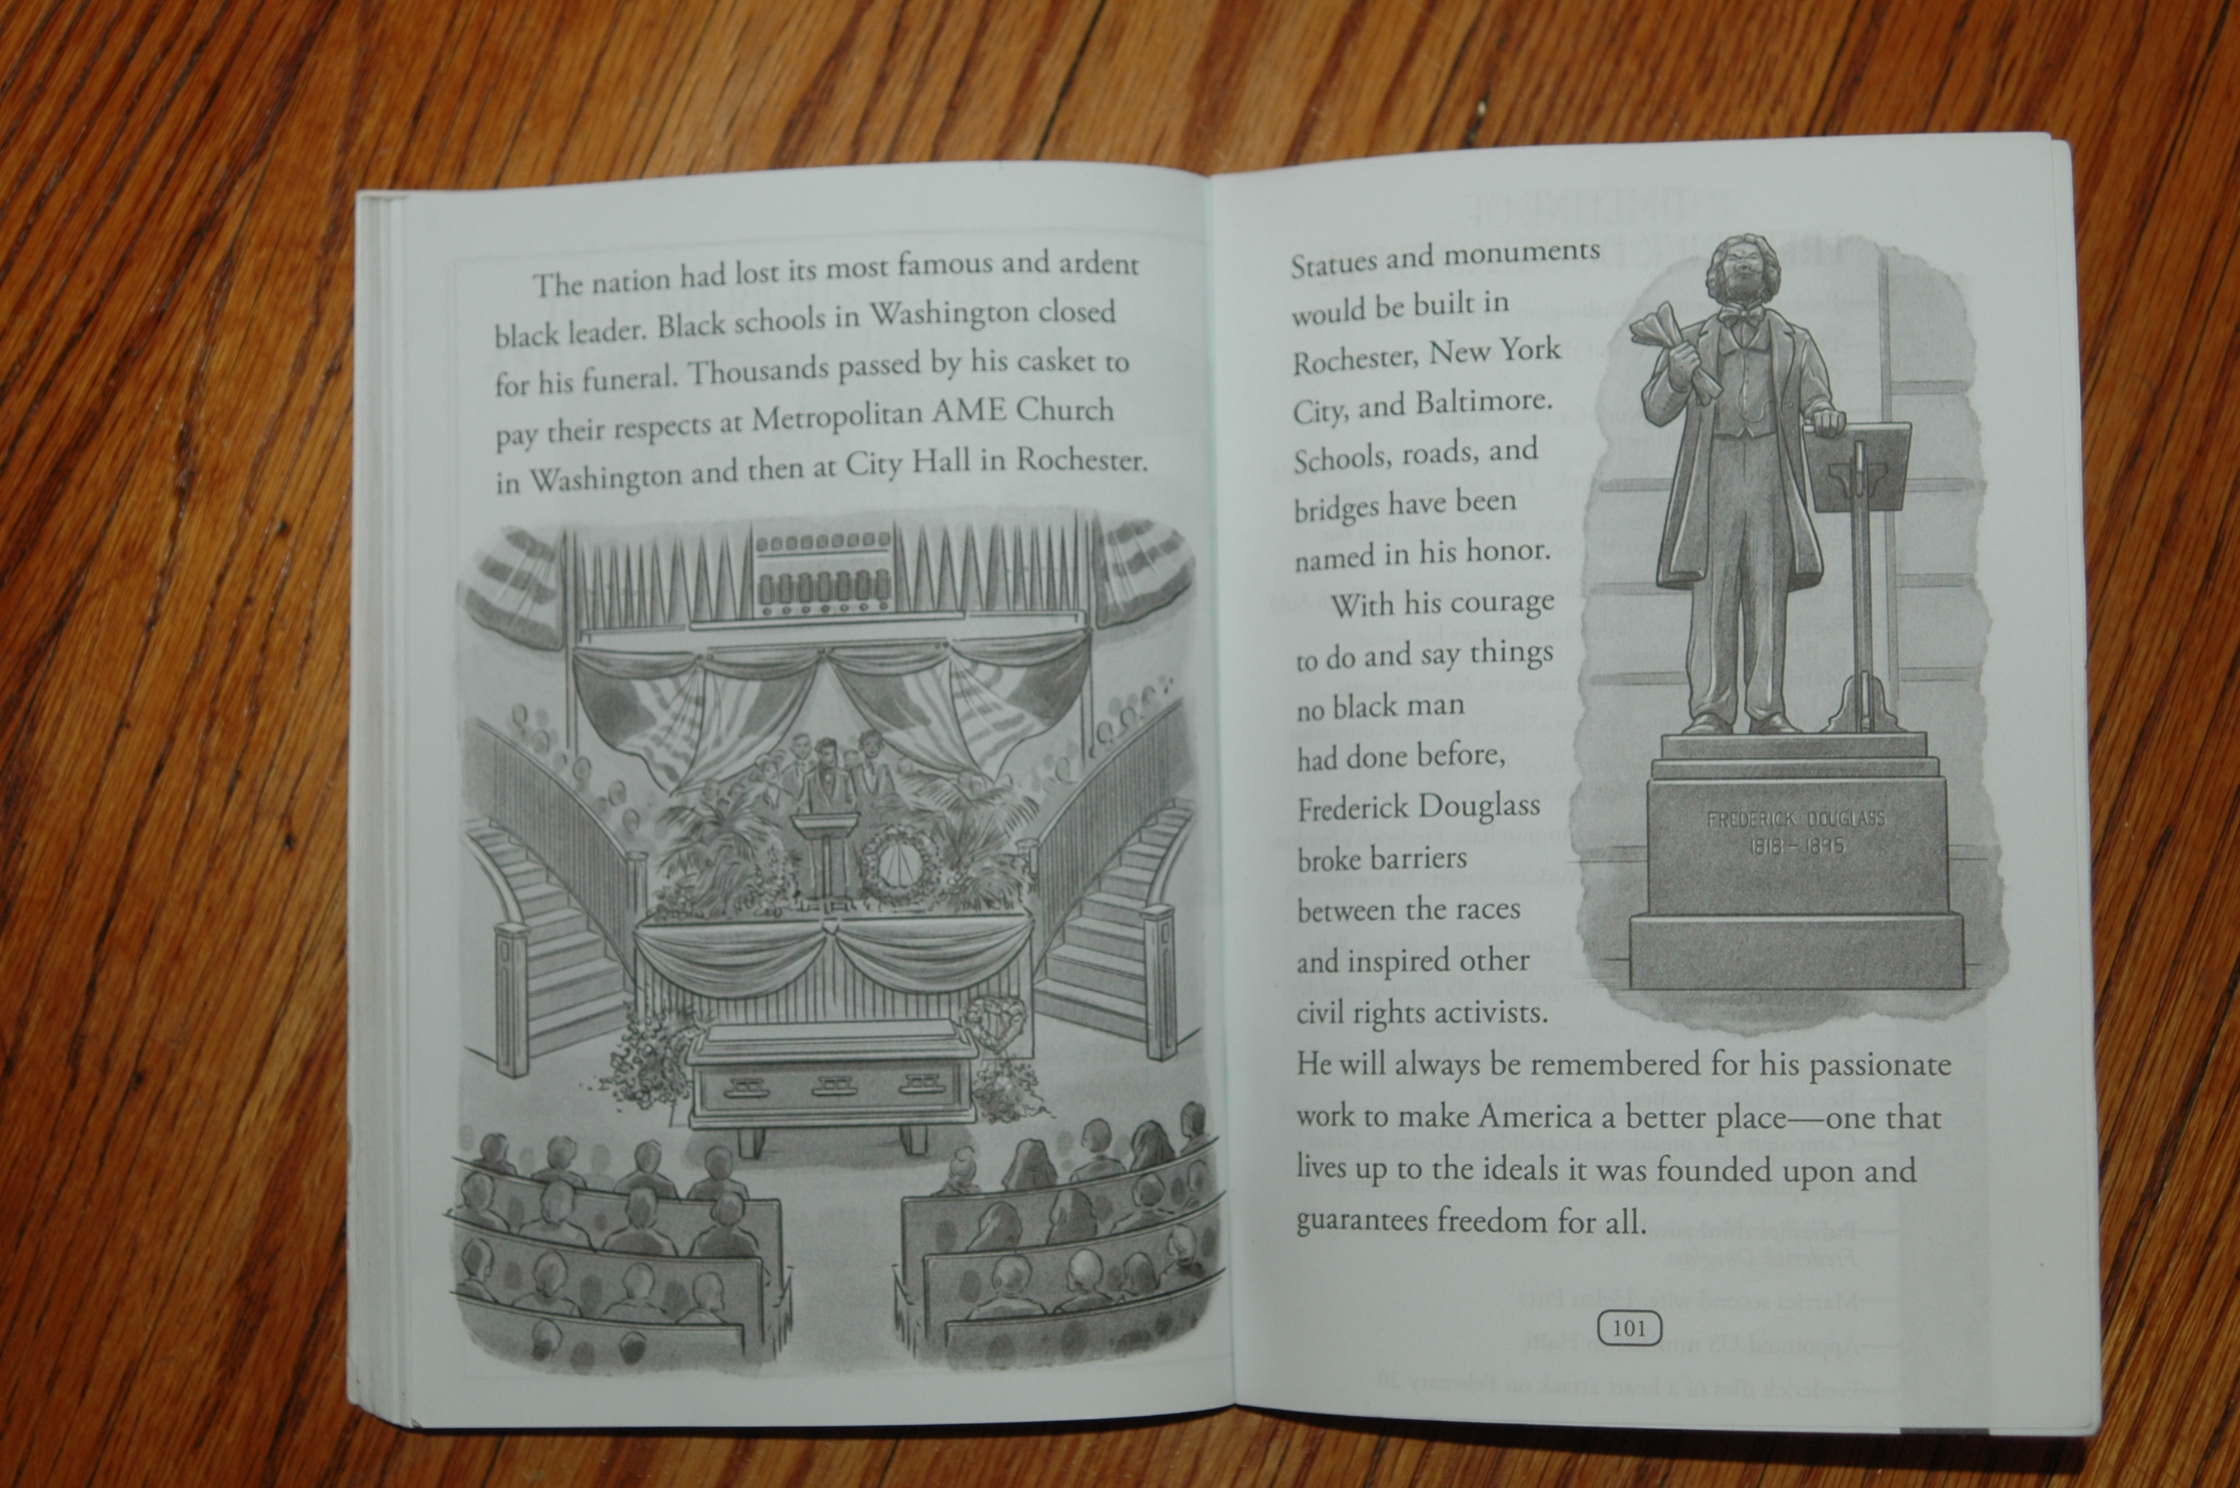 The nation had lost its most famous and ardent
black leader. Black schools in Washington closed
for his funeral. Thousands passed by his casket to
pay their respects at Metropolitan AME Church
in Washington and then at City Hall in Rochester.
Statues and monuments
would be built in
Rochester, New York
City, and Baltimore.
Schools, roads, and
bridges have been
named in his honor.
With his courage
to do and say things
no black man
had done before,
Frederick Douglass
broke barriers
between the races
and inspired other
civil rights activists.
He will always be remembered for his passionate
work to make America a better place—one that
lives up to the ideals it was founded upon and
guarantees freedom for all.
FREDERICK DOUGLASS
1818–1895
101